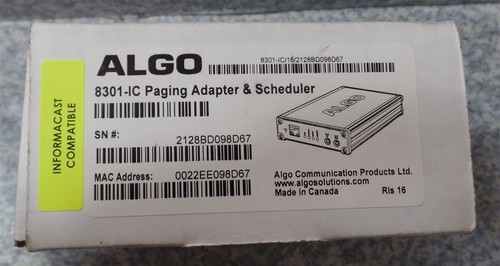 INFORMACAST
COMPATIBLE
ALGO
8301-IC/16/2128BD098D67
8301-IC Paging Adapter & Scheduler
SN #:
2128BD098D67
MAC Address: 0022EE098D67
ALGO
Algo Communication Products Ltd.
www.algosolutions.com
Made in Canada
Rls 16